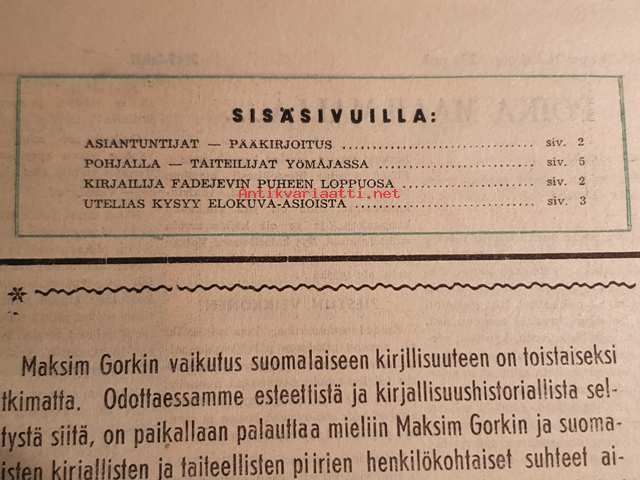 SISÄSIVUILLA:
ASIANTUNTIJAT — PÄÄKIRJOITUS ........ siv. 2
POHJALLA — TAITEILIJAT YÖMAJASSA ........ siv. 5
KIRJAILIJA FADEJEVIN PUHEEN LOPPUOSA ........ siv. 2
Antikvariaatti.net
UTELIAS KYSYY ELOKUVA-ASIOISTA ........ siv. 3
Maksim Gorkin vaikutus suomalaiseen kirjllisuuteen on toistaiseksi
tkimatta. Odottaessamme esteettistä ja kirjallisuushistoriallista sel-
tystä siitä, on paikallaan palauttaa mieliin Maksim Gorkin ja suoma-
isten kirjallisten ja taiteellisten piirien henkilökohtaiset suhteet ai-